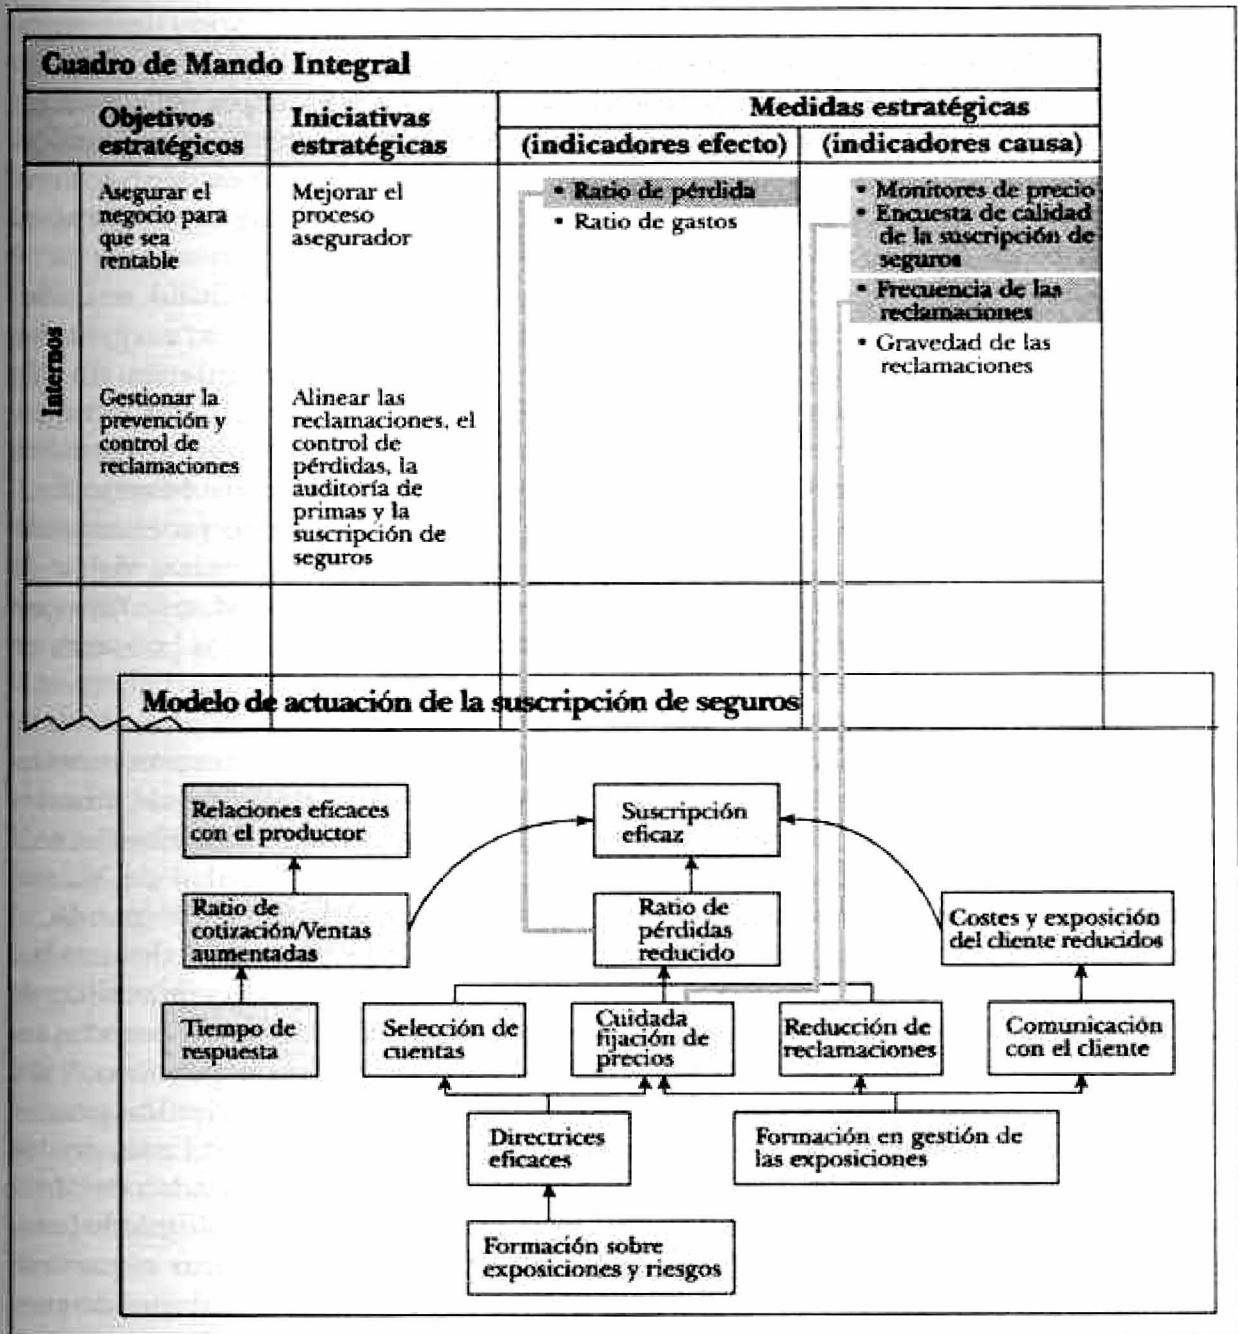 Cuadro de Mando Integral
Objetivos
estratégicos
Iniciativas
estratégicas
Medidas estratégicas
(indicadores efecto)
(indicadores causa)
Internos
Asegurar el
negocio para
que sea
rentable
Mejorar el
proceso
asegurador
• Ratio de pérdida
• Ratio de gastos
• Monitores de precio
• Encuesta de calidad
de la suscripción de
seguros
• Frecuencia de las
reclamaciones
• Gravedad de las
reclamaciones
Gestionar la
prevención y
control de
reclamaciones
Alinear las
reclamaciones, el
control de
pérdidas, la
auditoría de
primas y la
suscripción de
seguros
Modelo de actuación de la suscripción de seguros
Relaciones eficaces
con el productor
Suscripción
eficaz
Ratio de
cotización/Ventas
aumentadas
Ratio de
pérdidas
reducido
Costes y exposición
del cliente reducidos
Tiempo de
respuesta
Selección de
cuentas
Cuidada
fijación de
precios
Reducción de
reclamaciones
Comunicación
con el cliente
Directrices
eficaces
Formación en gestión de
las exposiciones
Formación sobre
exposiciones y riesgos